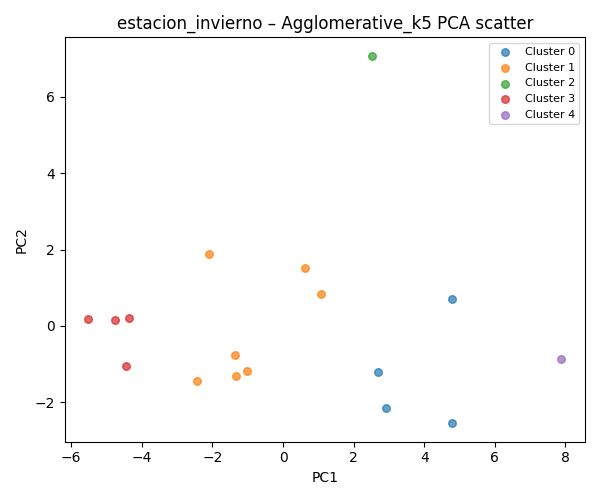 estacion_invierno – Agglomerative_k5 PCA scatter
Cluster 0
Cluster 1
Cluster 2
Cluster 3
Cluster 4
PC2
6
4
2
0
−2
−6 −4 −2 0 2 4 6 8
PC1